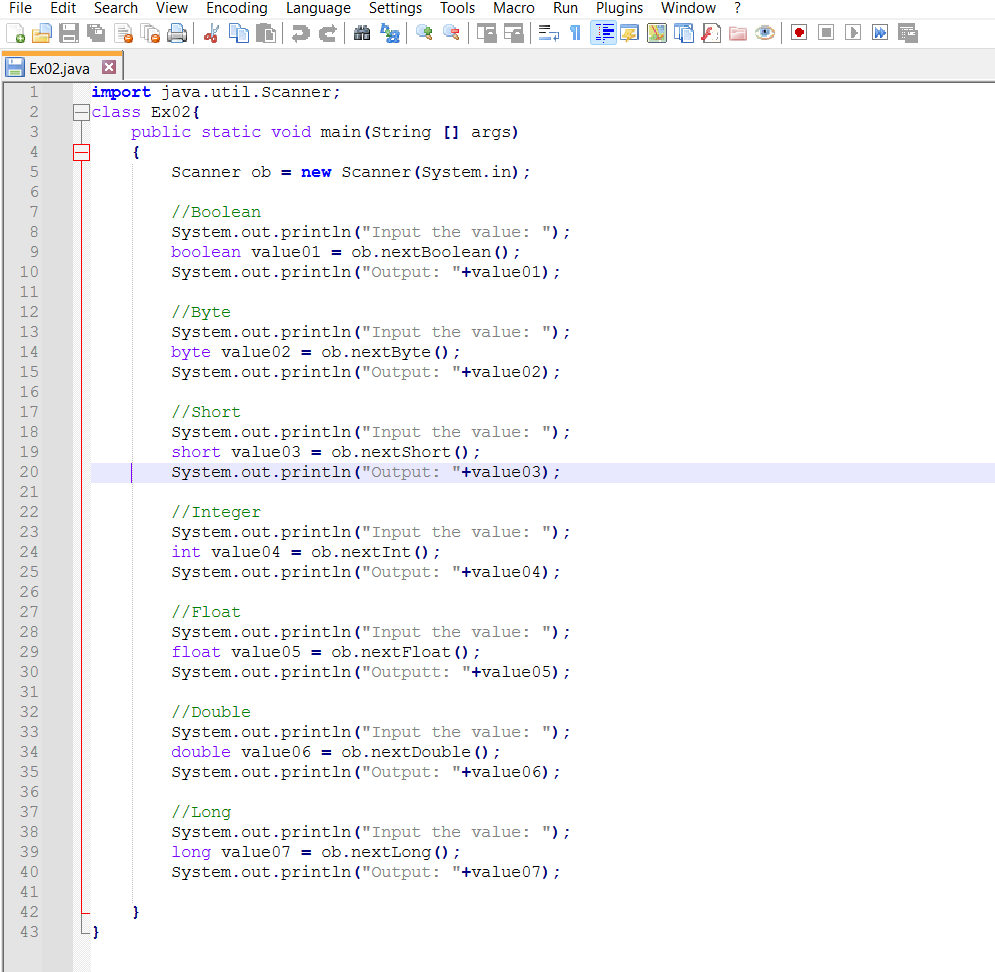 File Edit Search View Encoding Language Settings Tools Macro Run Plugins Window ?
Ex02.java
1 import java.util.Scanner;
2 class Ex02{
3 public static void main(String [] args)
4 {
5 Scanner ob = new Scanner(System.in);
6
7 //Boolean
8 System.out.println("Input the value: ");
9 boolean value01 = ob.nextBoolean();
10 System.out.println("Output: "+value01);
11
12 //Byte
13 System.out.println("Input the value: ");
14 byte value02 = ob.nextByte();
15 System.out.println("Output: "+value02);
16
17 //Short
18 System.out.println("Input the value: ");
19 short value03 = ob.nextShort();
20 System.out.println("Output: "+value03);
21
22 //Integer
23 System.out.println("Input the value: ");
24 int value04 = ob.nextInt();
25 System.out.println("Output: "+value04);
26
27 //Float
28 System.out.println("Input the value: ");
29 float value05 = ob.nextFloat();
30 System.out.println("Outputt: "+value05);
31
32 //Double
33 System.out.println("Input the value: ");
34 double value06 = ob.nextDouble();
35 System.out.println("Output: "+value06);
36
37 //Long
38 System.out.println("Input the value: ");
39 long value07 = ob.nextLong();
40 System.out.println("Output: "+value07);
41
42 }
43 }